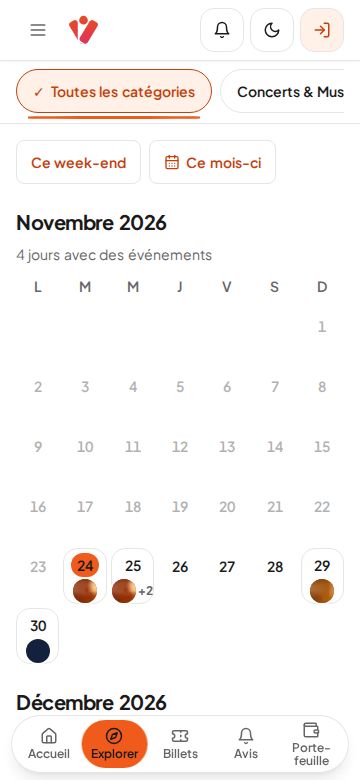 ✓ Toutes les catégories Concerts & Mus
Ce week-end Ce mois-ci
Novembre 2026
4 jours avec des événements
L M M J V S D
1
2 3 4 5 6 7 8
9 10 11 12 13 14 15
16 17 18 19 20 21 22
23 24 25 26 27 28 29
+2
30
Décembre 2026
Accueil Explorer Billets Avis Porte-
feuille